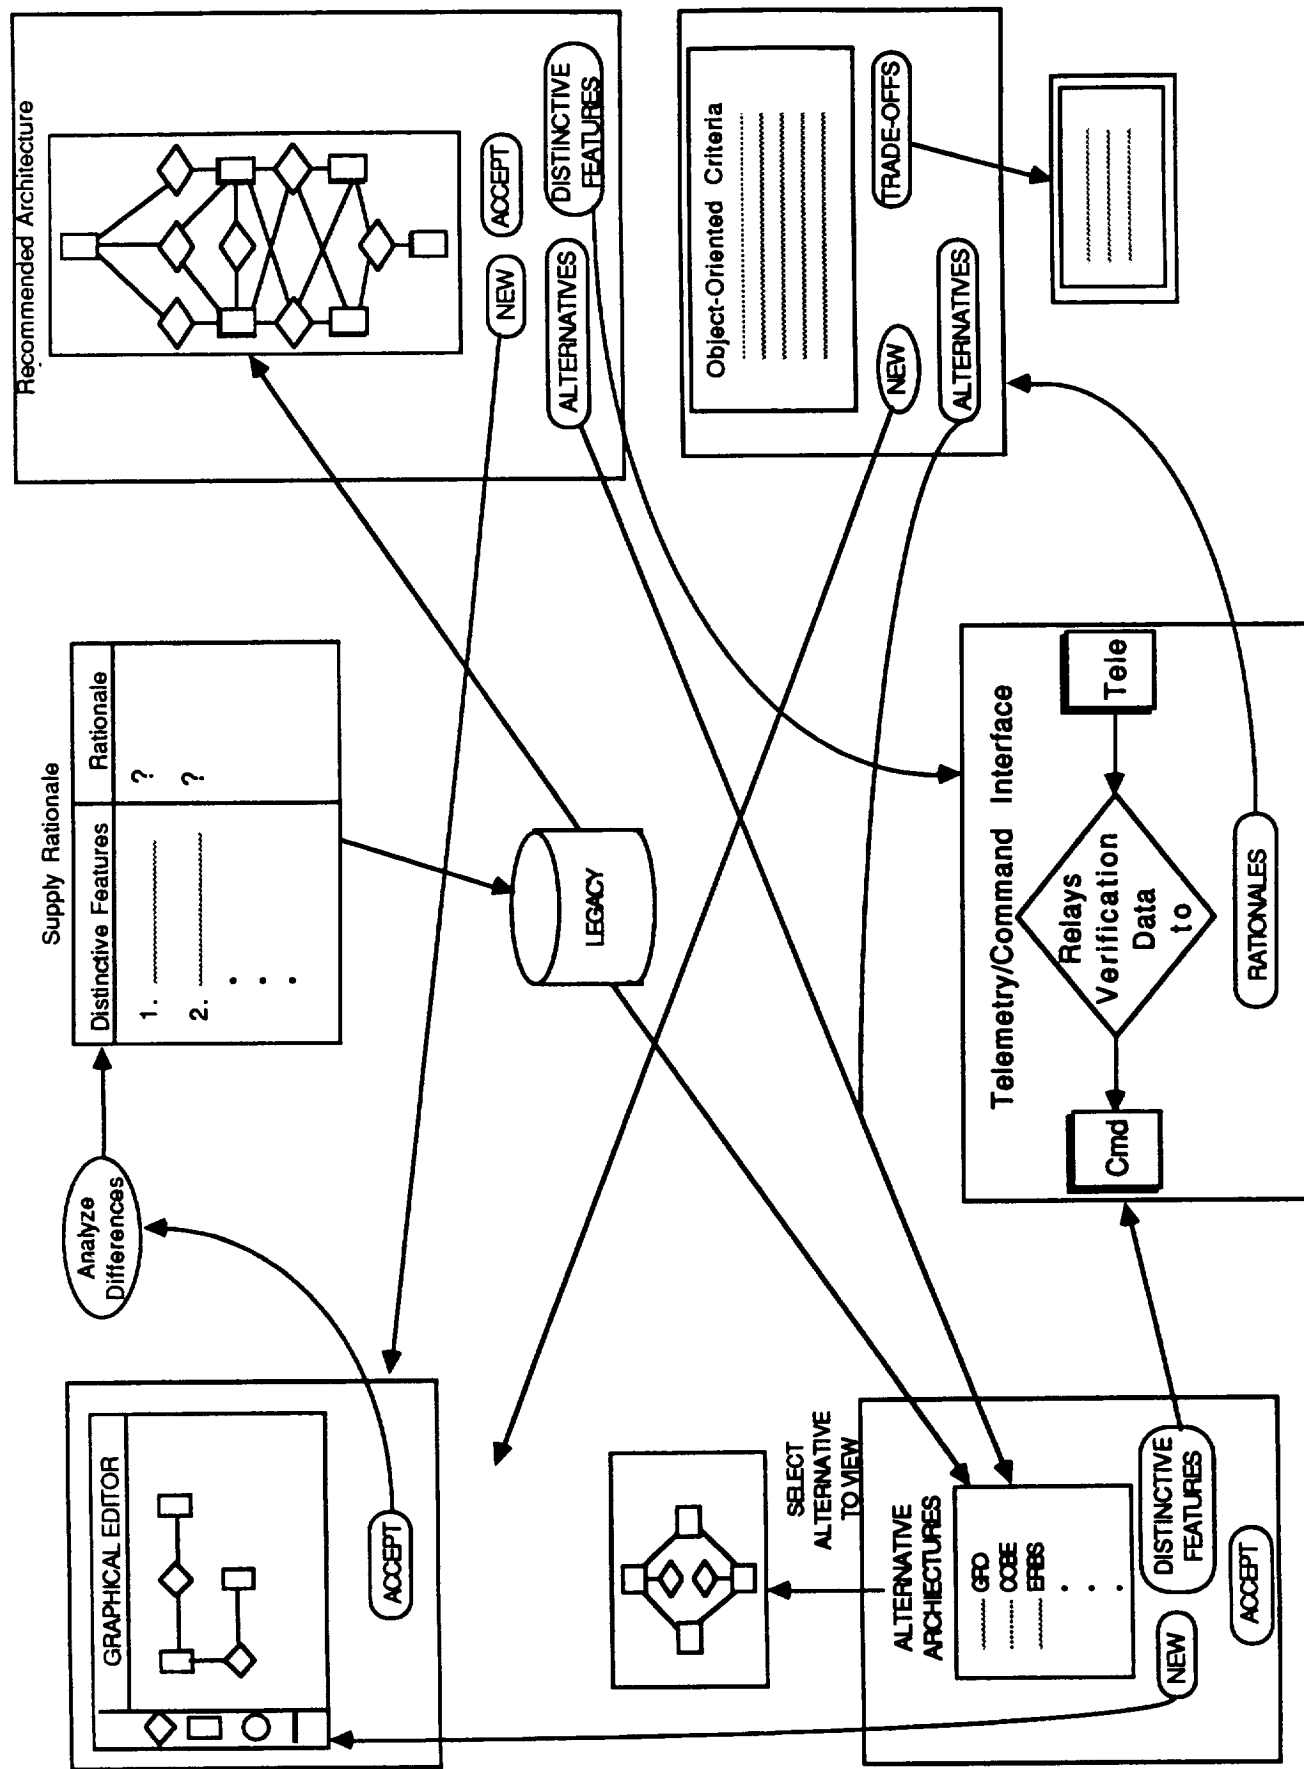 GRAPHICAL EDITOR
ACCEPT
Analyze
Differences
Supply Rationale
Distinctive Features
Rationale
1.
?
2.
?
LEGACY
Recommended Architecture
NEW
ACCEPT
ALTERNATIVES
DISTINCTIVE
FEATURES
SELECT
ALTERNATIVE
TO VIEW
ALTERNATIVE
ARCHIECTURES
GRO
COBE
ERBS
NEW
DISTINCTIVE
FEATURES
ACCEPT
Telemetry/Command Interface
Cmd
Relays
Verification
Data
to
Tele
RATIONALES
Object-Oriented Criteria
NEW
TRADE-OFFS
ALTERNATIVES